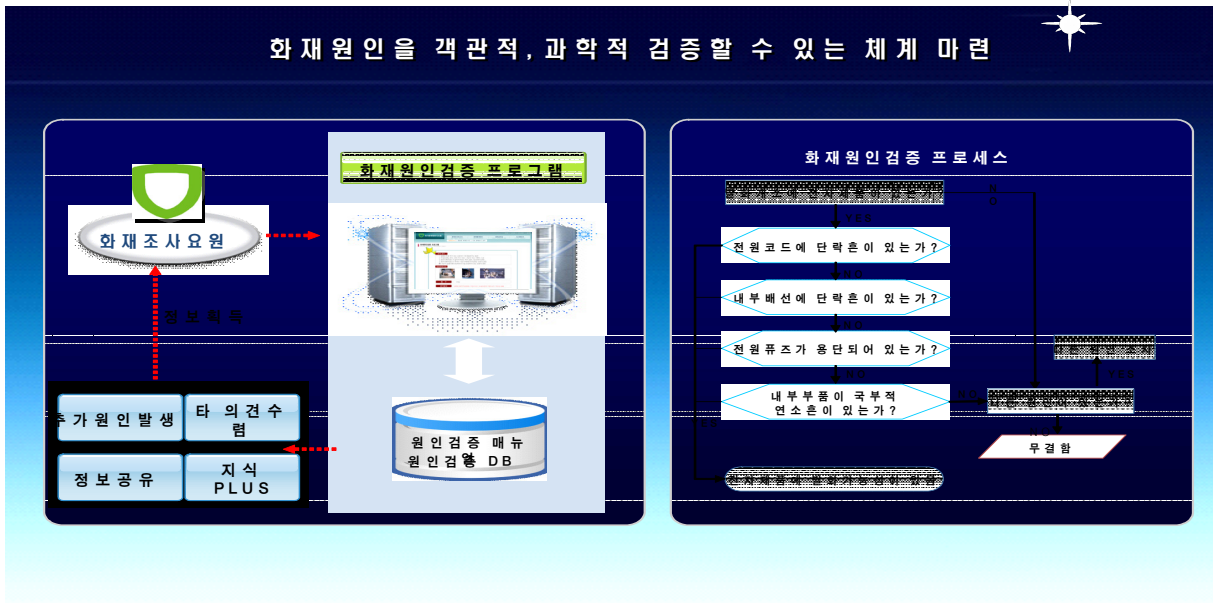 화재원인을 객관적, 과학적 검증할 수 있는 체계 마련
화재원인검증 프로그램
화재조사요원
정보획득
추가원인발생
타 의견수
렴
정보공유
지식
PLUS
원인검증 매뉴
얼
원인검증 DB
화재원인검증 프로세스
NO
YES
전원코드에 단락흔이 있는가?
NO
내부배선에 단락흔이 있는가?
NO
전원퓨즈가 용단되어 있는가?
NO
YES
내부부품이 국부적
연소흔이 있는가?
NO
YES
NO
무결함